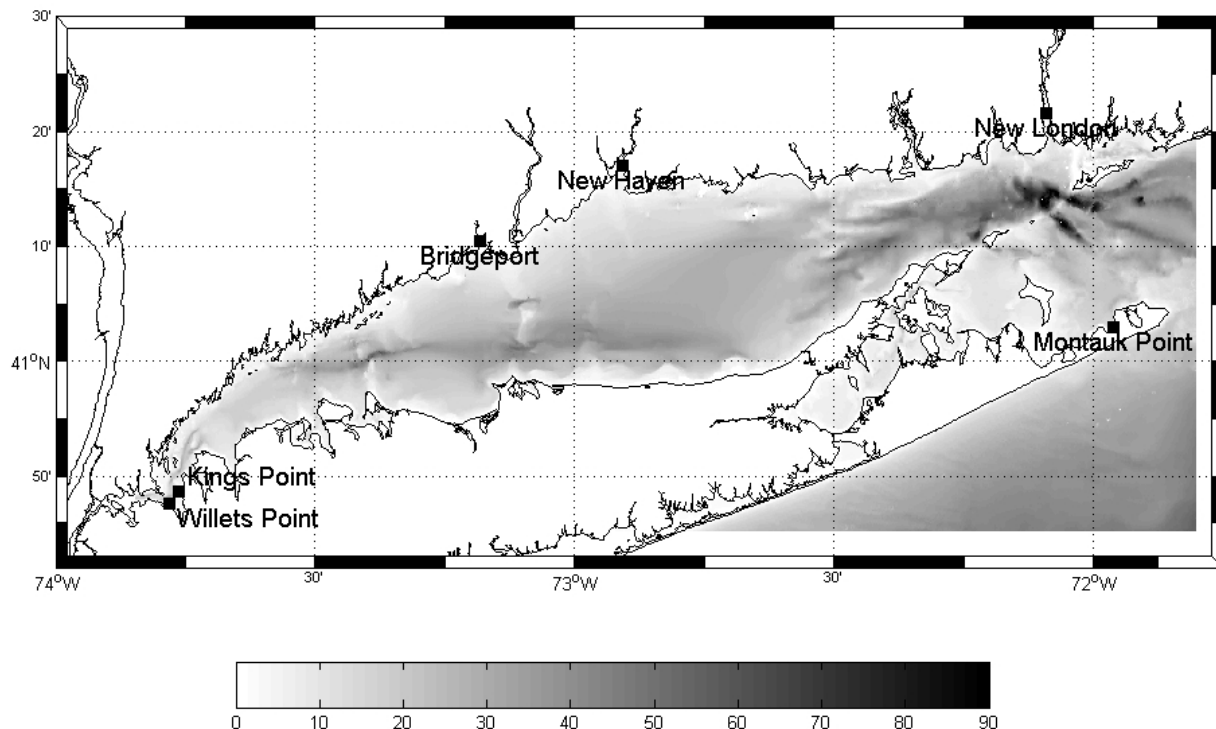 30'
20'
New London
New Haven
10'
Bridgeport
41°N
Montauk Point
50'
Kings Point
Willets Point
74°W 30' 73°W 30' 72°W
0 10 20 30 40 50 60 70 80 90